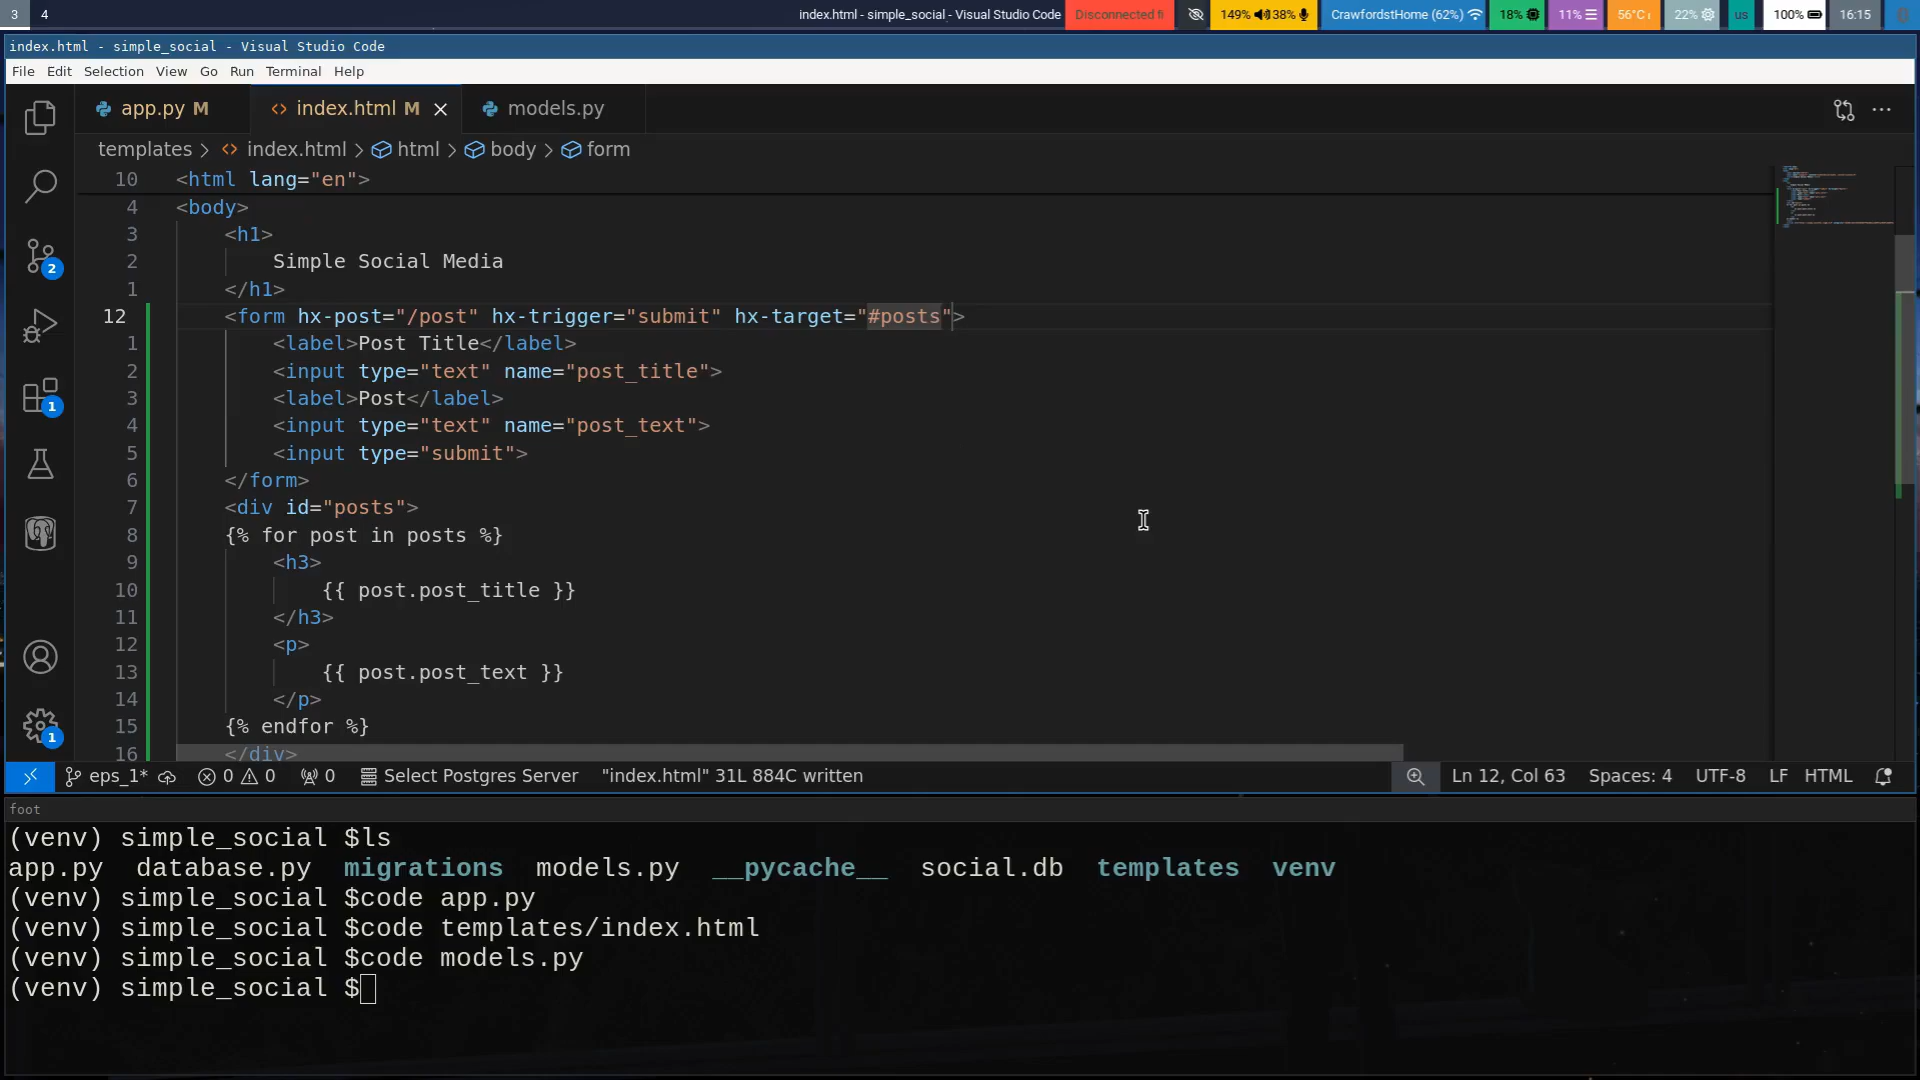 3 4 index.html - simple_social - Visual Studio Code Disconnected 149% 38% CrawfordstHome (62%) 18% 11% 56°C 22% us 100% 16:15
index.html - simple_social - Visual Studio Code
File Edit Selection View Go Run Terminal Help
app.py M index.html M models.py
templates > index.html > html > body > form
10 <html lang="en">
4 <body>
3 <h1>
2 Simple Social Media
1 </h1>
12 <form hx-post="/post" hx-trigger="submit" hx-target="#posts">
1 <label>Post Title</label>
2 <input type="text" name="post_title">
3 <label>Post</label>
4 <input type="text" name="post_text">
5 <input type="submit">
6 </form>
7 <div id="posts">
8 {% for post in posts %}
9 <h3>
10 {{ post.post_title }}
11 </h3>
12 <p>
13 {{ post.post_text }}
14 </p>
15 {% endfor %}
16 </div>
2
1
1
eps_1* 0 0 0 Select Postgres Server "index.html" 31L 884C written Ln 12, Col 63 Spaces: 4 UTF-8 LF HTML
foot
(venv) simple_social $ls
app.py database.py migrations models.py __pycache__ social.db templates venv
(venv) simple_social $code app.py
(venv) simple_social $code templates/index.html
(venv) simple_social $code models.py
(venv) simple_social $